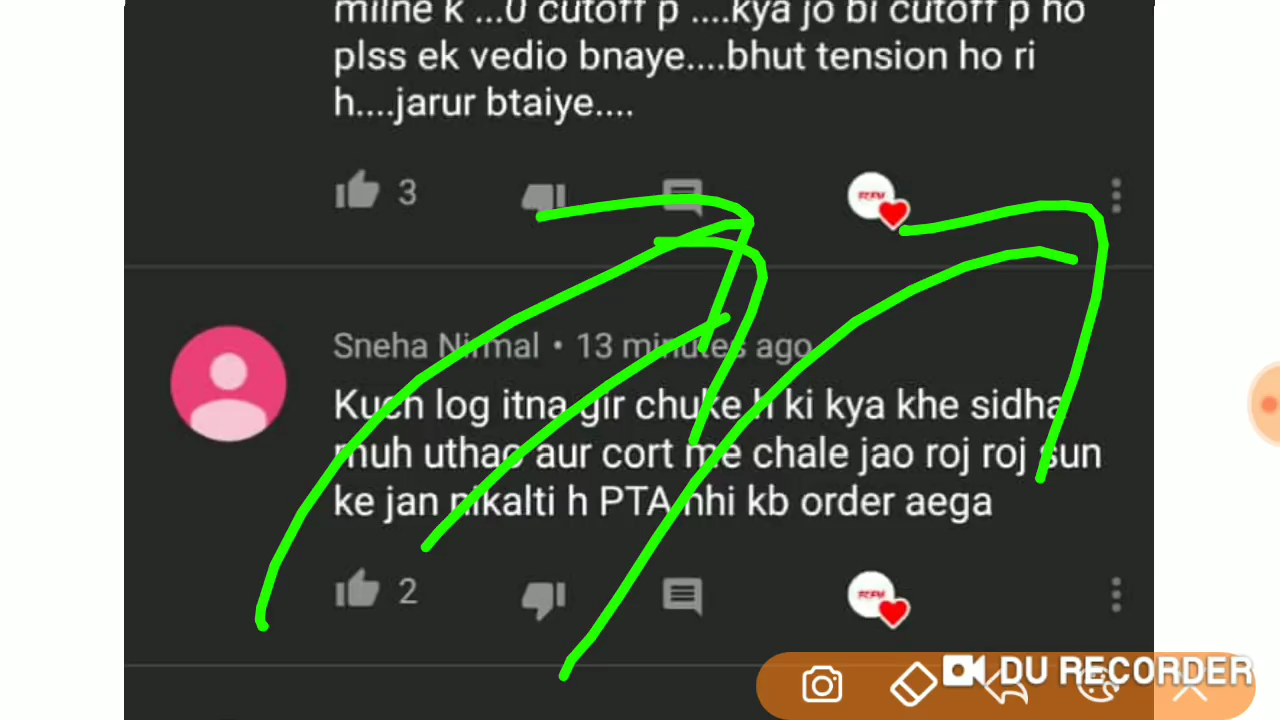 milne k ...0 cutoff p ....kya jo bi cutoff p ho
plss ek vedio bnaye....bhut tension ho ri
h....jarur btaiye....
3
Sneha Nirmal • 13 minutes ago
Kuch log itna gir chuke h ki kya khe sidha
muh uthao aur cort me chale jao roj roj sun
ke jan nikalti h PTA nhi kb order aega
2
DU RECORDER